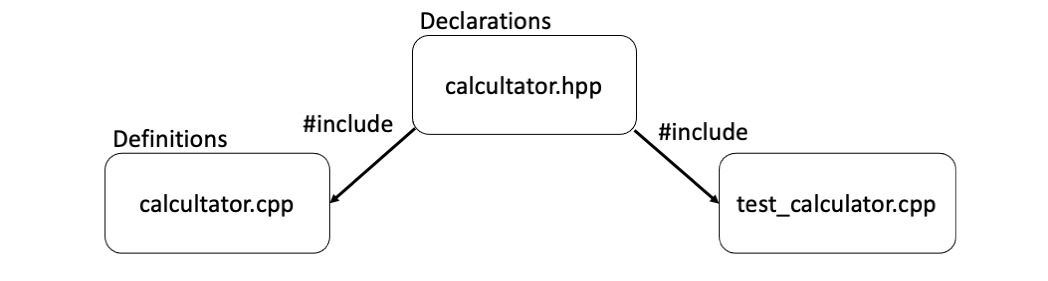 Declarations
calcultator.hpp
#include
#include
Definitions
calcultator.cpp
test_calculator.cpp